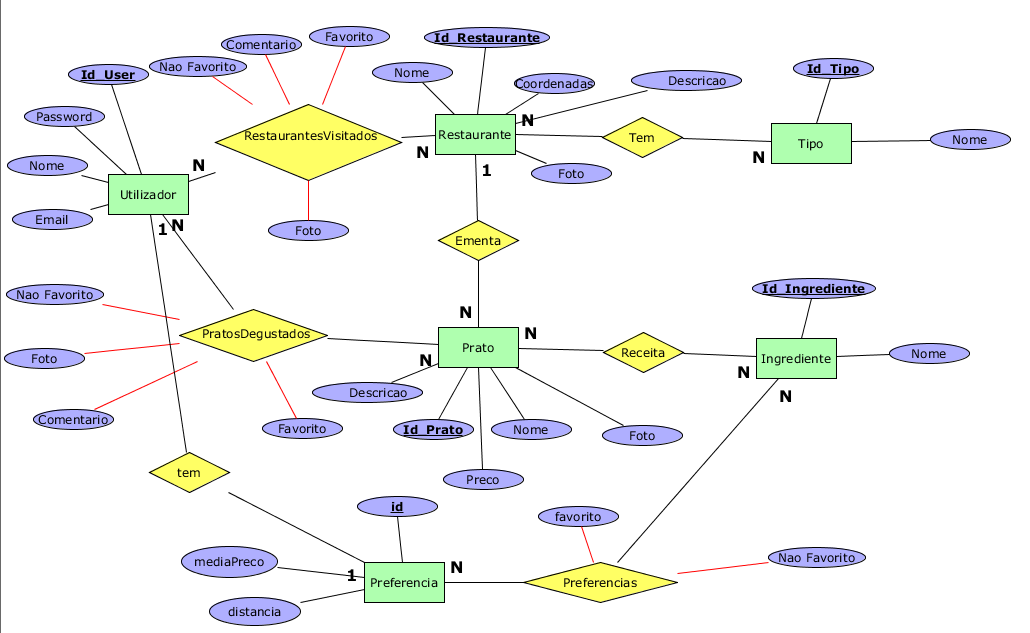 Id_Restaurante
Favorito
Comentario
Nao Favorito
Id_User
Nome
Coordenadas
Descricao
Id_Tipo
Password
RestaurantesVisitados
Restaurante
N
Tem
Tipo
Nome
N
N
Nome
N
1
Foto
Utilizador
Email
1
N
Foto
Ementa
Nao Favorito
Id_Ingrediente
N
PratosDegustados
N
Prato
Receita
Ingrediente
Nome
Foto
N
N
Descricao
N
Comentario
Favorito
Id_Prato
Nome
Foto
tem
Preco
id
favorito
mediaPreco
1
Preferencia
N
Preferencias
Nao Favorito
distancia